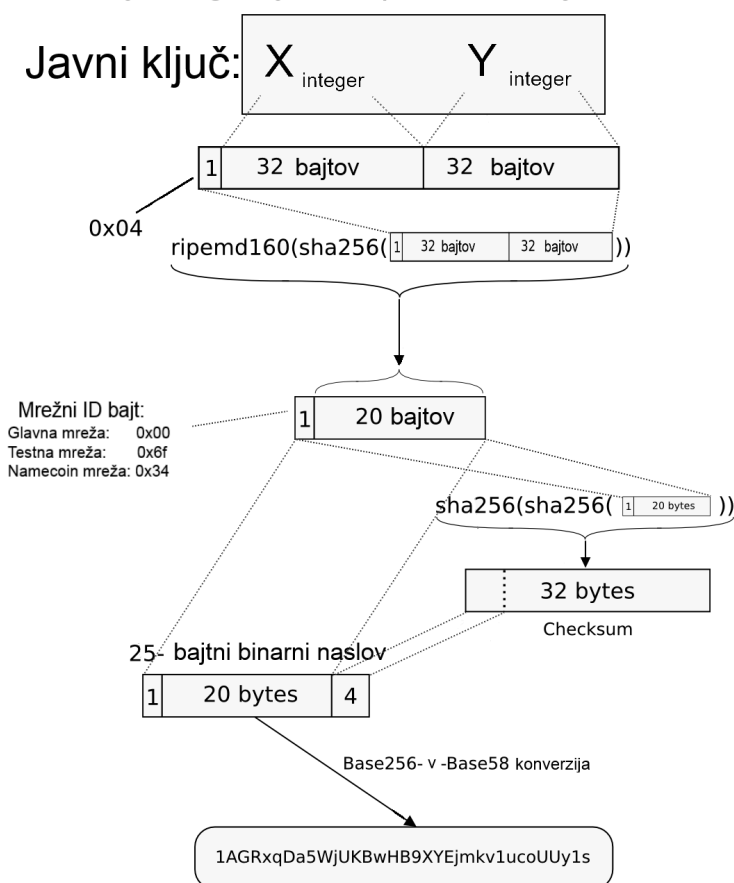 Javni ključ: X integer Y integer
1 32 bajtov 32 bajtov
0x04
ripemd160(sha256( 1 32 bajtov 32 bajtov ))
1 20 bajtov
Mrežni ID bajt:
Glavna mreža: 0x00
Testna mreža: 0x6f
Namecoin mreža: 0x34
sha256(sha256( 1 20 bytes ))
32 bytes
Checksum
25- bajtni binarni naslov
1 20 bytes 4
Base256- v -Base58 konverzija
1AGRxqDa5WjUKBwHB9XYEjmkv1ucoUUy1s